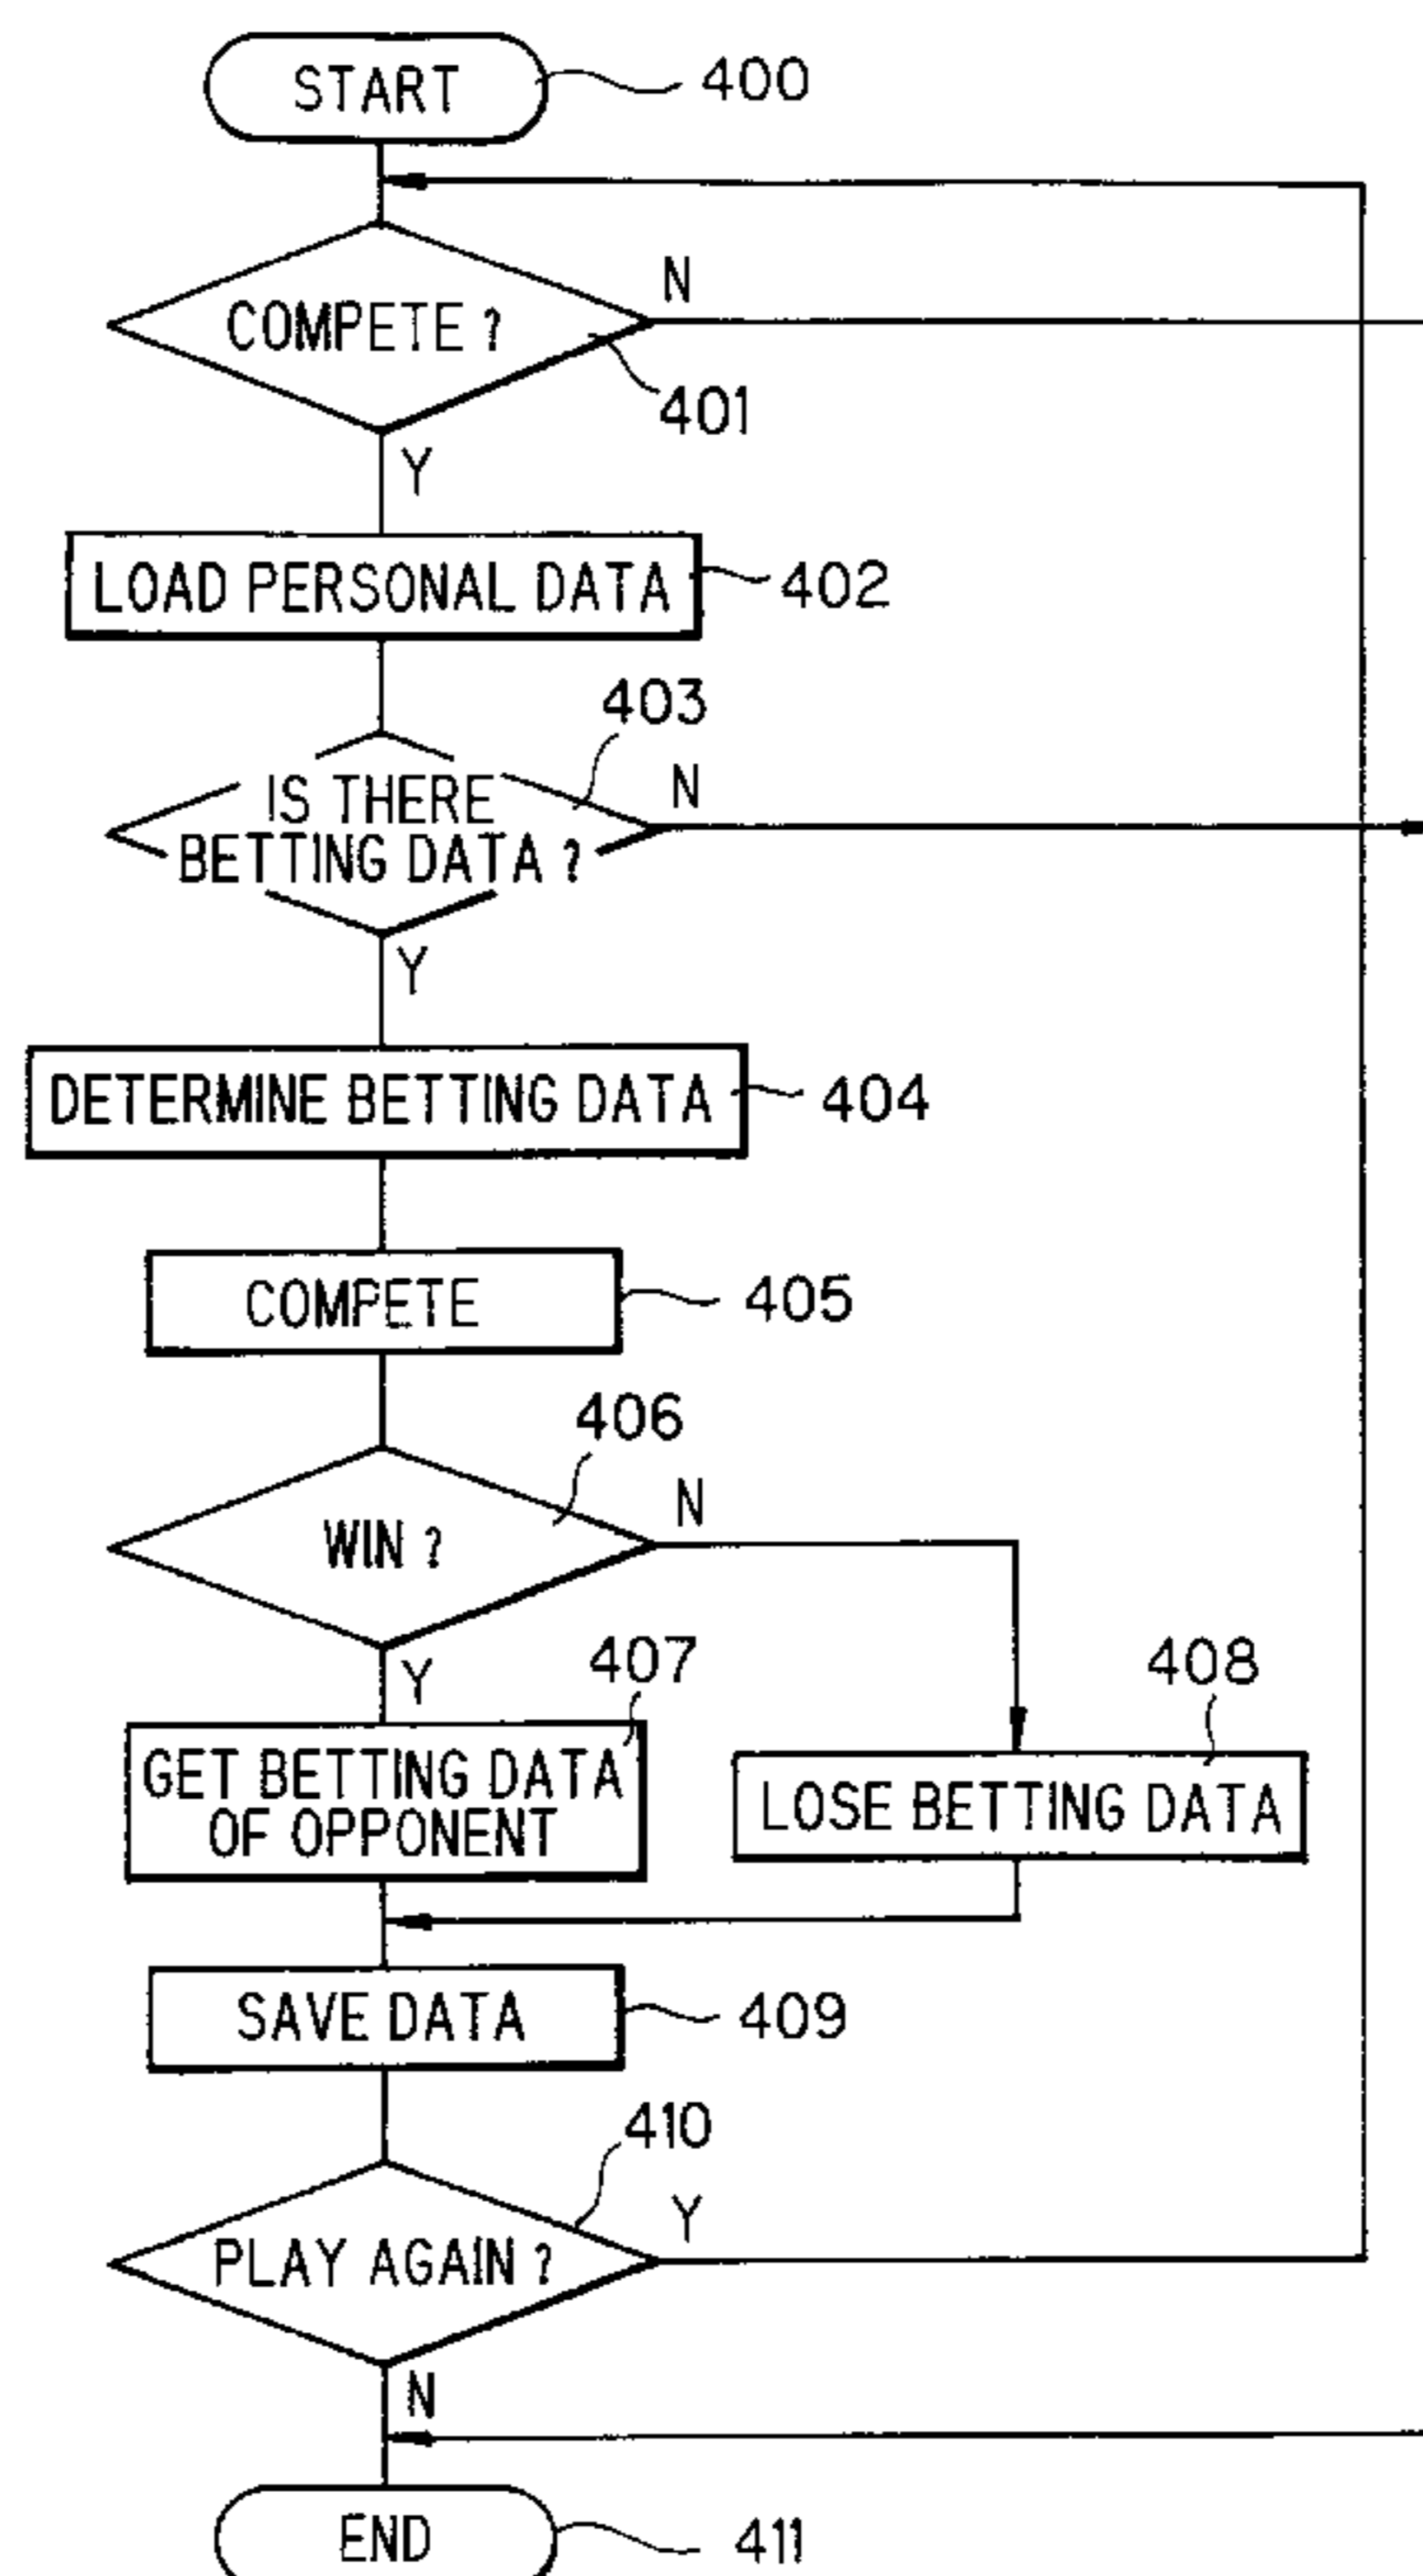 START
400
COMPETE ?
N
401
Y
LOAD PERSONAL DATA
402
403
IS THERE
BETTING DATA ?
N
Y
DETERMINE BETTING DATA
404
COMPETE
405
406
WIN ?
N
Y
407
408
GET BETTING DATA
OF OPPONENT
LOSE BETTING DATA
SAVE DATA
409
410
PLAY AGAIN ?
Y
N
END
411